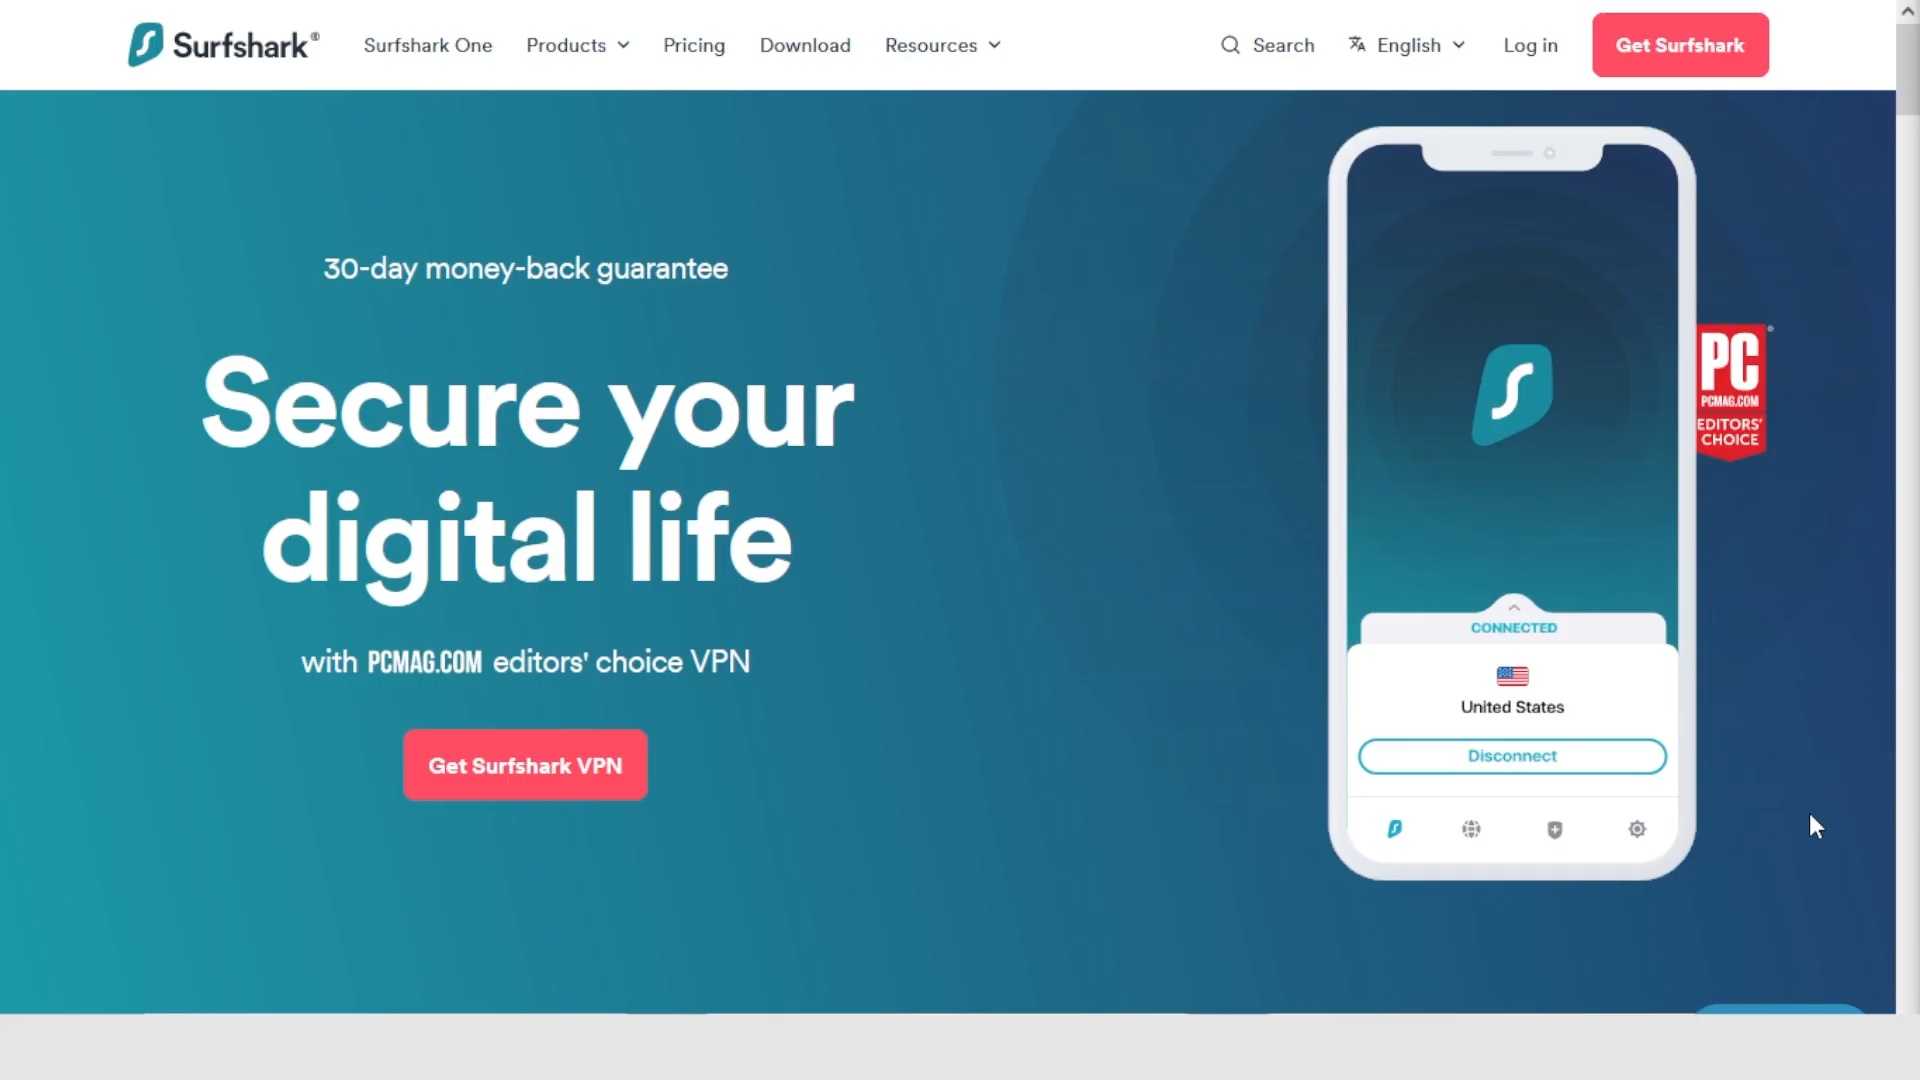 Surfshark®
Surfshark One
Products
Pricing
Download
Resources
Search
English
Log in
Get Surfshark
30-day money-back guarantee
Secure your
digital life
with PCMAG.COM editors' choice VPN
Get Surfshark VPN
PC
PCMAG.COM
EDITORS'
CHOICE
®
CONNECTED
United States
Disconnect